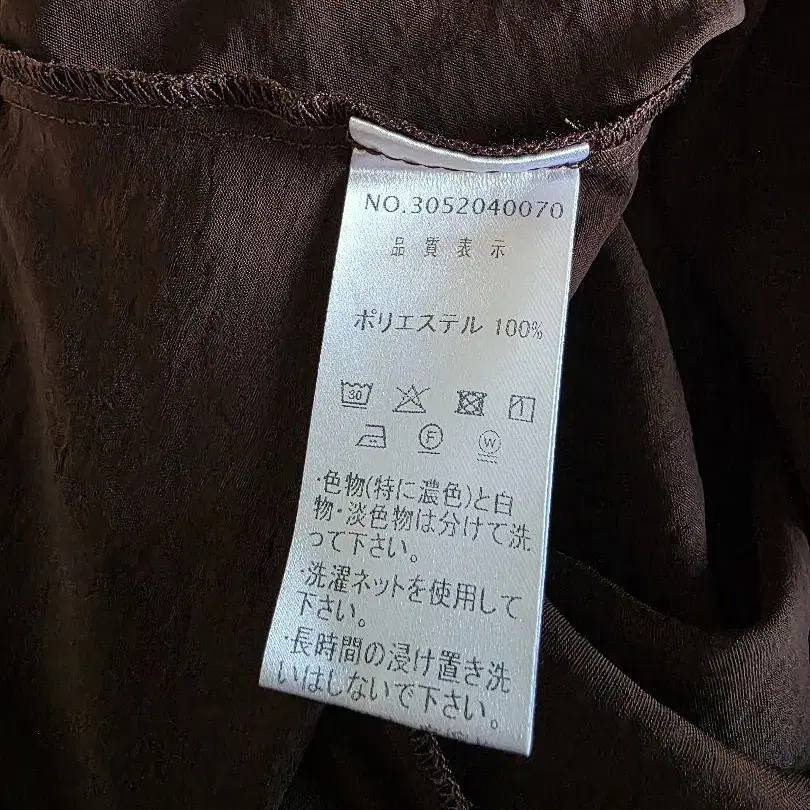 NO.3052040070
品質表示
ポリエステル 100%
30
F W
·色物(特に濃色)と白
物·淡色物は分けて洗
って下さい。
·洗濯ネットを使用して
下さい。
·長時間の浸け置き洗
いはしないで下さい。